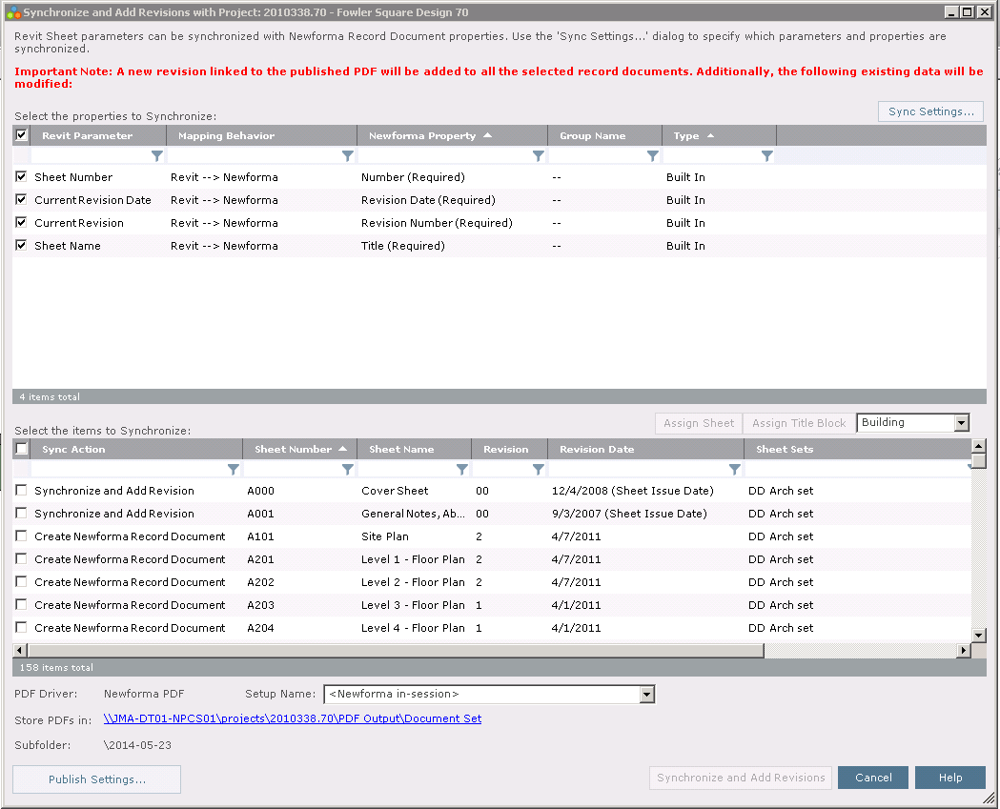 Synchronize and Add Revisions with Project: 2010338.70 - Fowler Square Design 70
Revit Sheet parameters can be synchronized with Newforma Record Document properties. Use the 'Sync Settings...' dialog to specify which parameters and properties are
synchronized.
Important Note: A new revision linked to the published PDF will be added to all the selected record documents. Additionally, the following existing data will be
modified:
Select the properties to Synchronize: Sync Settings...
Revit Parameter Mapping Behavior Newforma Property Group Name Type
Sheet Number Revit --> Newforma Number (Required) -- Built In
Current Revision Date Revit --> Newforma Revision Date (Required) -- Built In
Current Revision Revit --> Newforma Revision Number (Required) -- Built In
Sheet Name Revit --> Newforma Title (Required) -- Built In
4 items total
Select the items to Synchronize: Assign Sheet Assign Title Block Building
Sync Action Sheet Number Sheet Name Revision Revision Date Sheet Sets
Synchronize and Add Revision A000 Cover Sheet 00 12/4/2008 (Sheet Issue Date) DD Arch set
Synchronize and Add Revision A001 General Notes, Ab... 00 9/3/2007 (Sheet Issue Date) DD Arch set
Create Newforma Record Document A101 Site Plan 2 4/7/2011 DD Arch set
Create Newforma Record Document A201 Level 1 - Floor Plan 2 4/7/2011 DD Arch set
Create Newforma Record Document A202 Level 2 - Floor Plan 2 4/7/2011 DD Arch set
Create Newforma Record Document A203 Level 3 - Floor Plan 1 4/1/2011 DD Arch set
Create Newforma Record Document A204 Level 4 - Floor Plan 1 4/1/2011 DD Arch set
158 items total
PDF Driver: Newforma PDF Setup Name: <Newforma in-session>
Store PDFs in: \\JMA-DT01-NPCS01\projects\2010338.70\PDF Output\Document Set
Subfolder: \2014-05-23
Publish Settings... Synchronize and Add Revisions Cancel Help